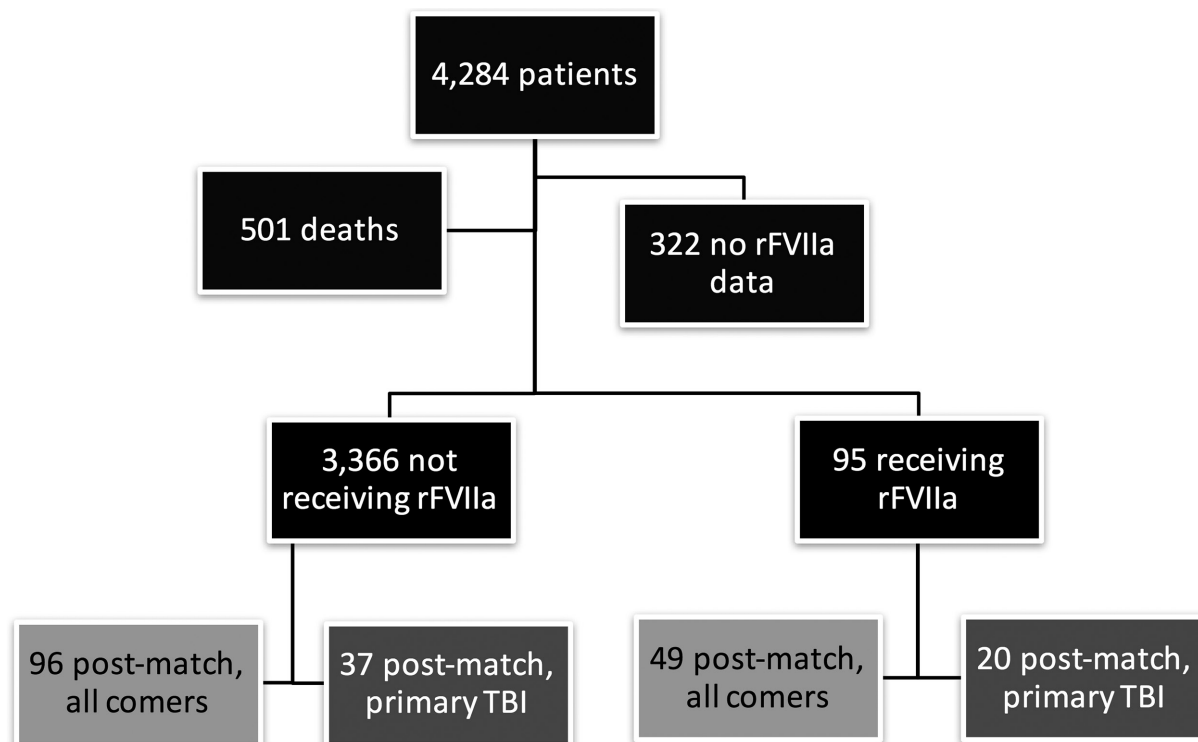 4,284 patients
501 deaths
322 no rFVIIa
data
3,366 not
receiving rFVIIa
95 receiving
rFVIIa
96 post-match,
all comers
37 post-match,
primary TBI
49 post-match,
all comers
20 post-match,
primary TBI